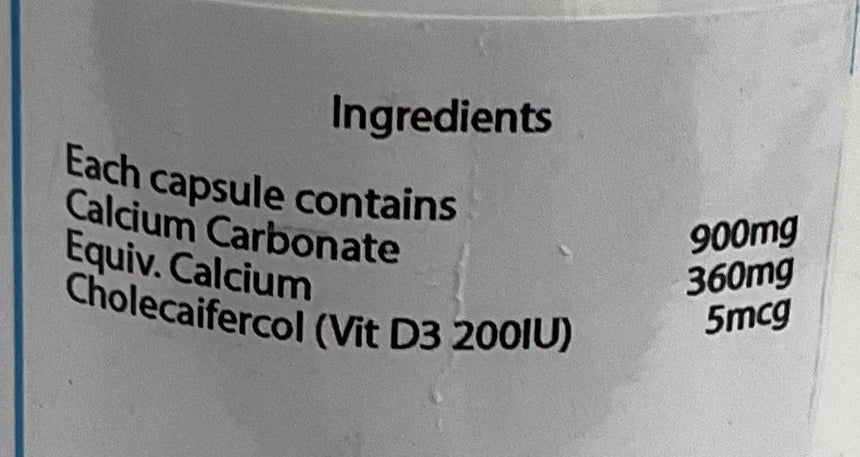 Ingredients
Each capsule contains
Calcium Carbonate 900mg
Equiv. Calcium 360mg
Cholecaifercol (Vit D3 200IU) 5mcg